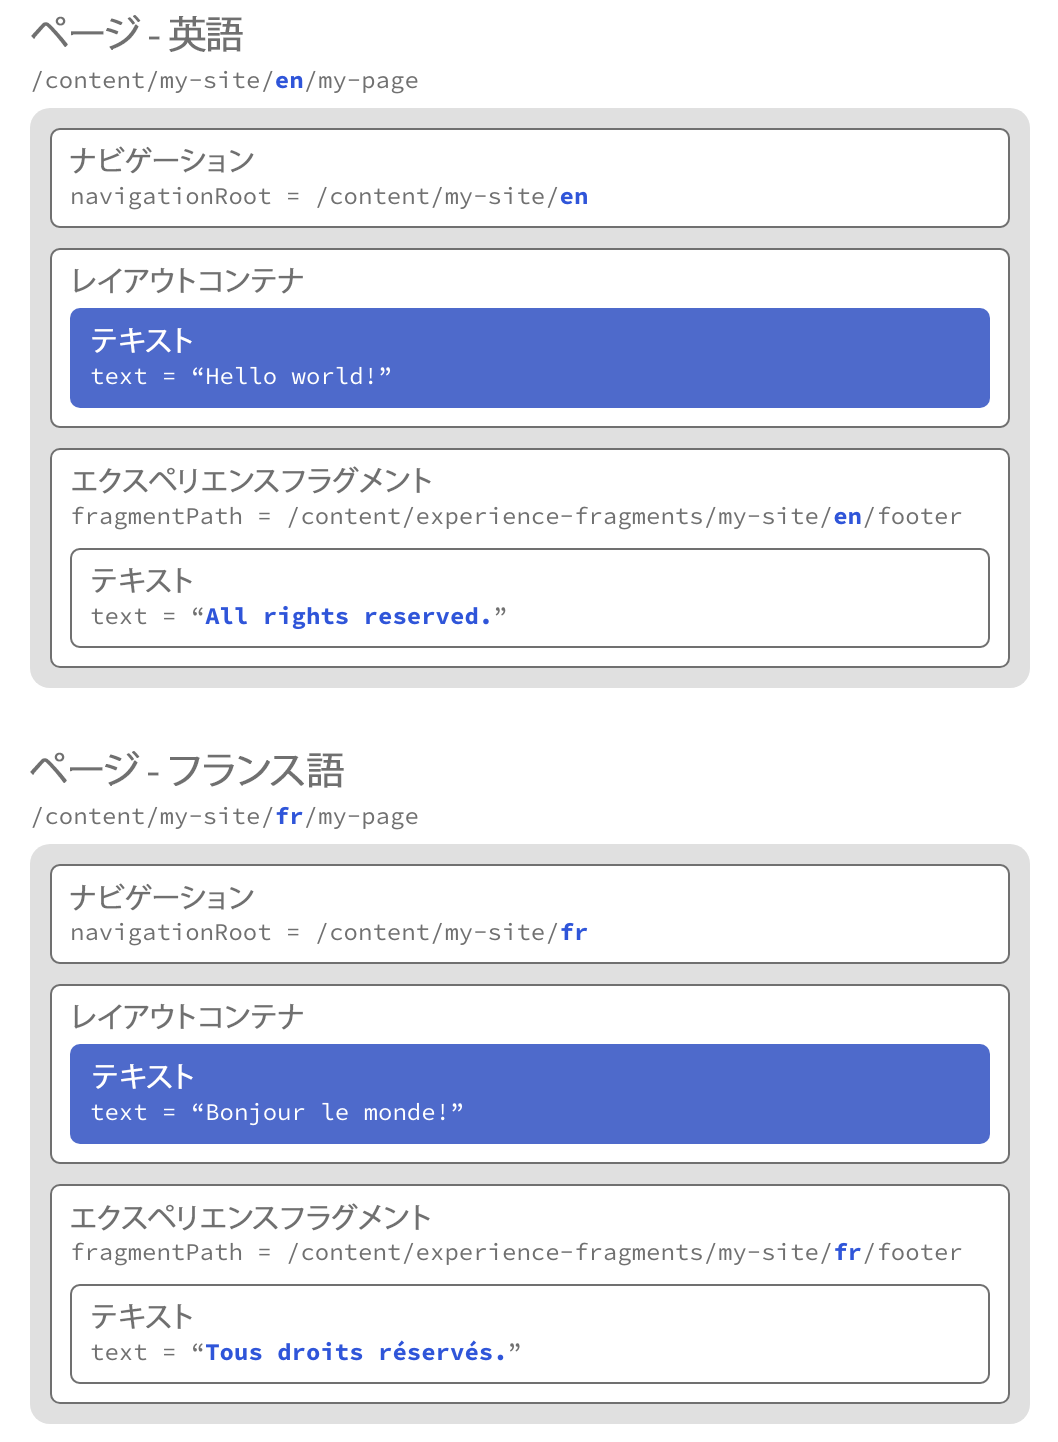 ページ - 英語
/content/my-site/en/my-page
ナビゲーション
navigationRoot = /content/my-site/en
レイアウトコンテナ
テキスト
text = “Hello world!”
エクスペリエンスフラグメント
fragmentPath = /content/experience-fragments/my-site/en/footer
テキスト
text = “All rights reserved.”
ページ - フランス語
/content/my-site/fr/my-page
ナビゲーション
navigationRoot = /content/my-site/fr
レイアウトコンテナ
テキスト
text = “Bonjour le monde!”
エクスペリエンスフラグメント
fragmentPath = /content/experience-fragments/my-site/fr/footer
テキスト
text = “Tous droits réservés.”